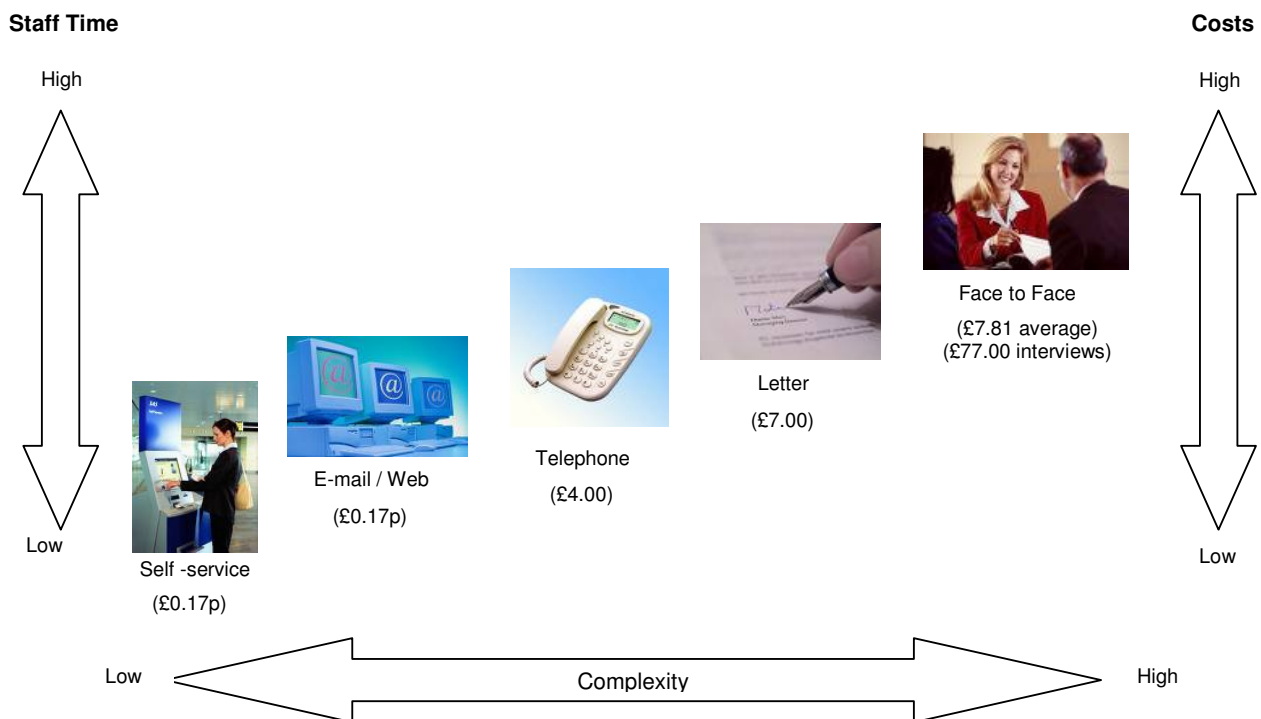 Staff Time
Costs
High
High
Face to Face
(£7.81 average)
(£77.00 interviews)
Letter
(£7.00)
Telephone
(£4.00)
E-mail / Web
(£0.17p)
Low
Low
Self -service
(£0.17p)
Low
Complexity
High